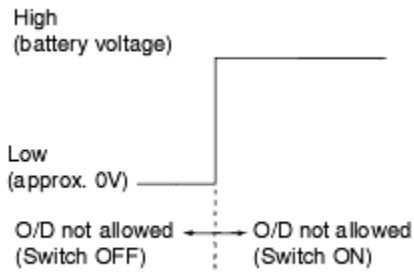 High
(battery voltage)
Low
(approx. 0V)
O/D not allowed
(Switch OFF)
O/D not allowed
(Switch ON)